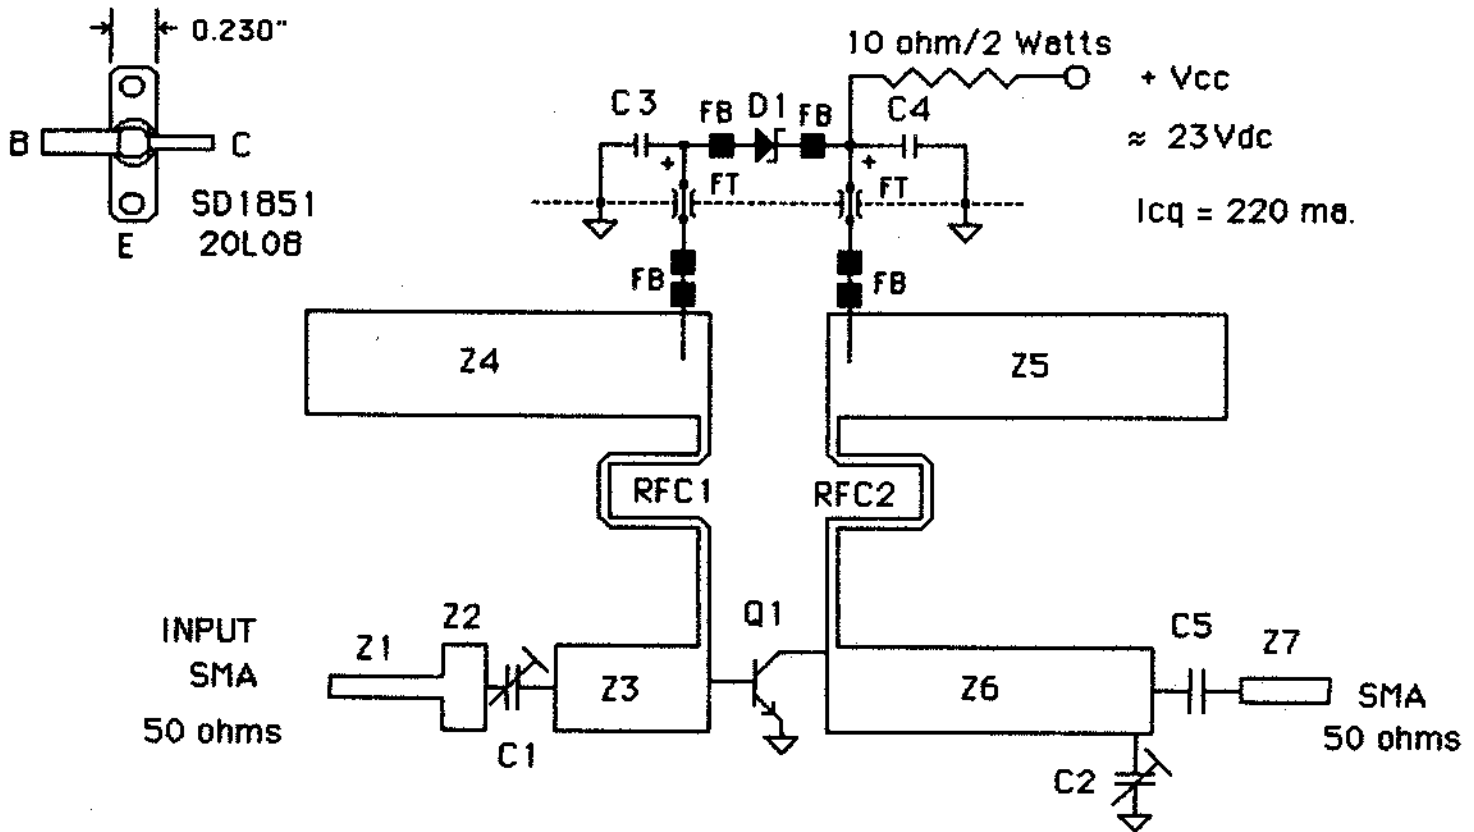 0.230"
B
C
SD1851
20L08
E
10 ohm/2 Watts
+ Vcc
≈ 23Vdc
Icq = 220 ma.
C3
FB
D1
FB
C4
+
+
FT
FT
FB
FB
Z4
Z5
RFC1
RFC2
INPUT
SMA
50 ohms
Z1
Z2
C1
Z3
Q1
Z6
C5
Z7
SMA
50 ohms
C2